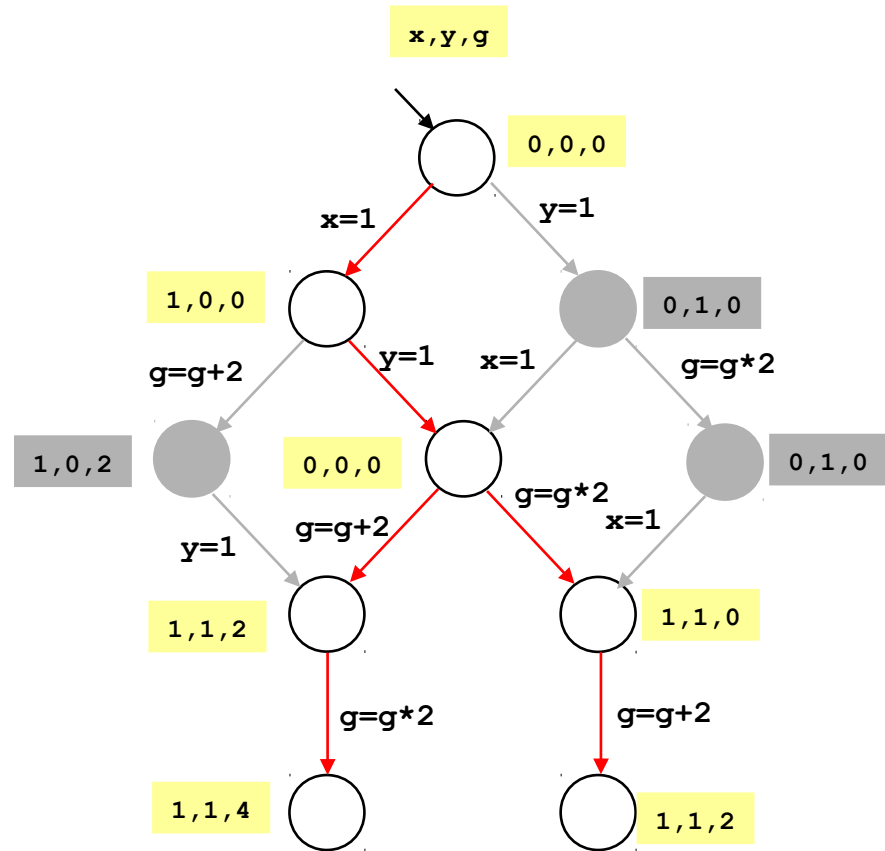 x,y,g
0,0,0
x=1
y=1
1,0,0
0,1,0
g=g+2
y=1
x=1
g=g*2
1,0,2
0,0,0
0,1,0
g=g+2
g=g*2
y=1
x=1
1,1,2
1,1,0
g=g*2
g=g+2
1,1,4
1,1,2